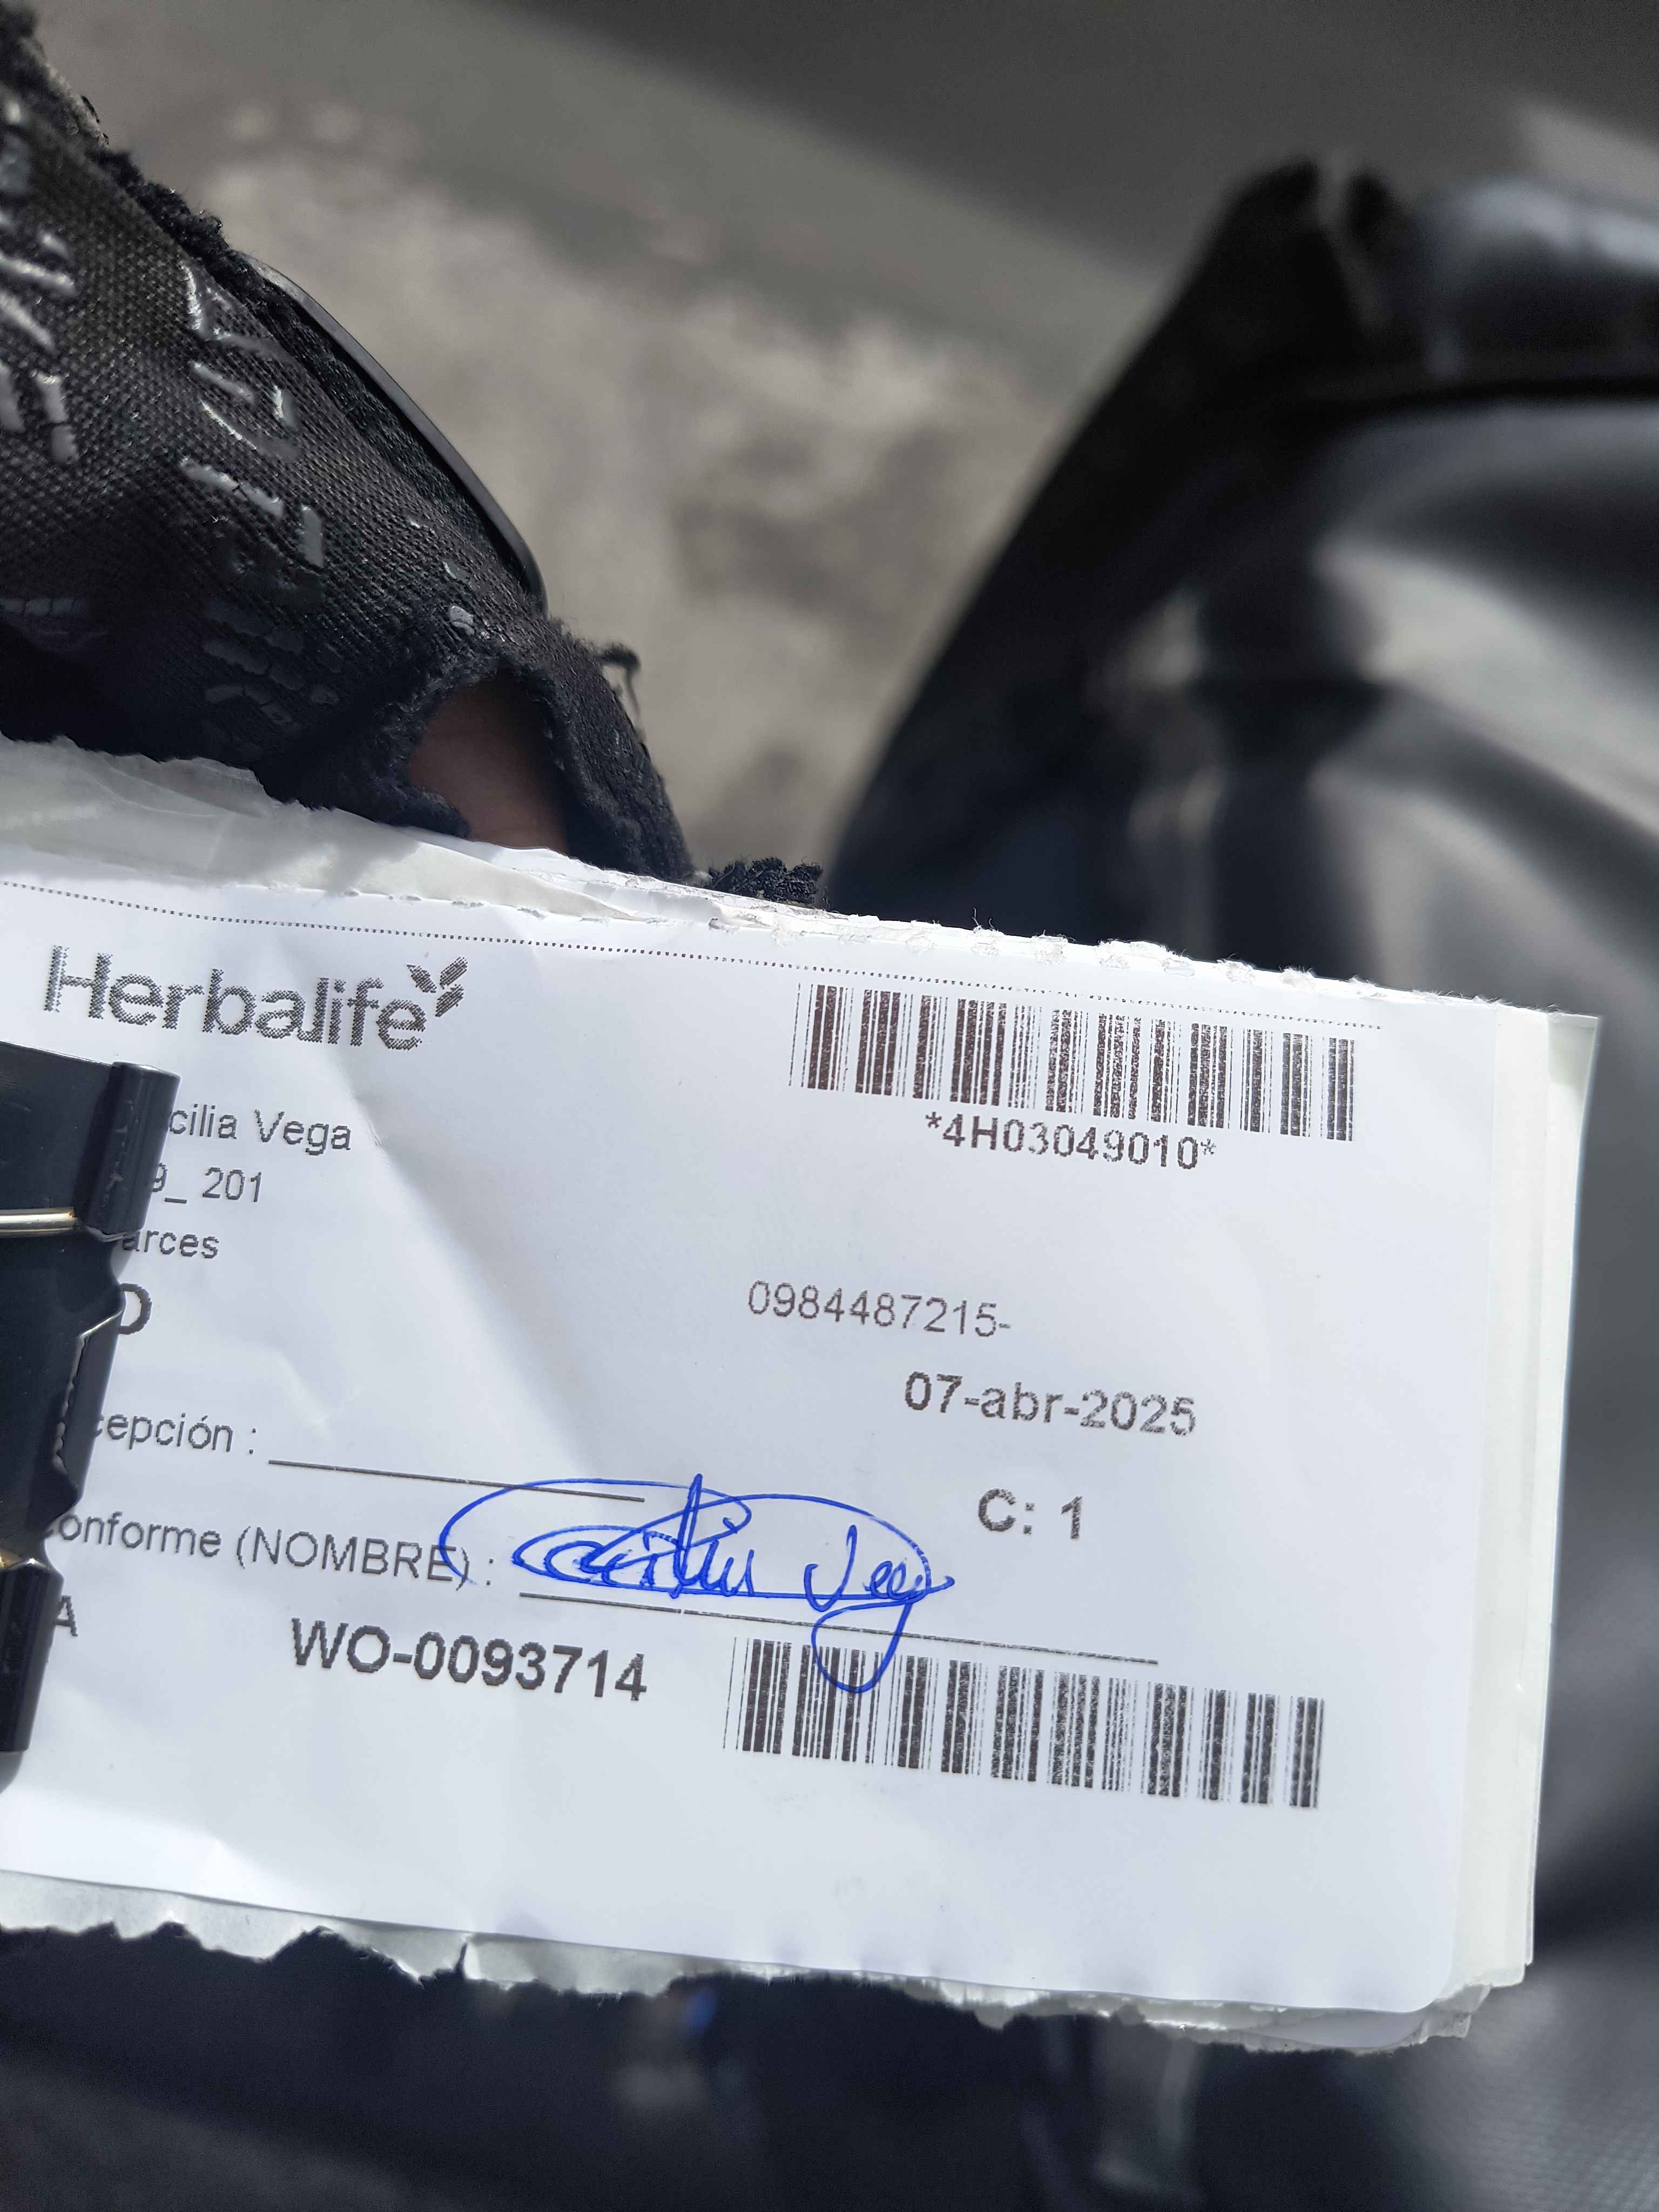 Herbalife
*4H03049010*
cilia Vega
9_ 201
arces
0984487215-
07-abr-2025
cepción :
C: 1
onforme (NOMBRE) :
A
WO-0093714